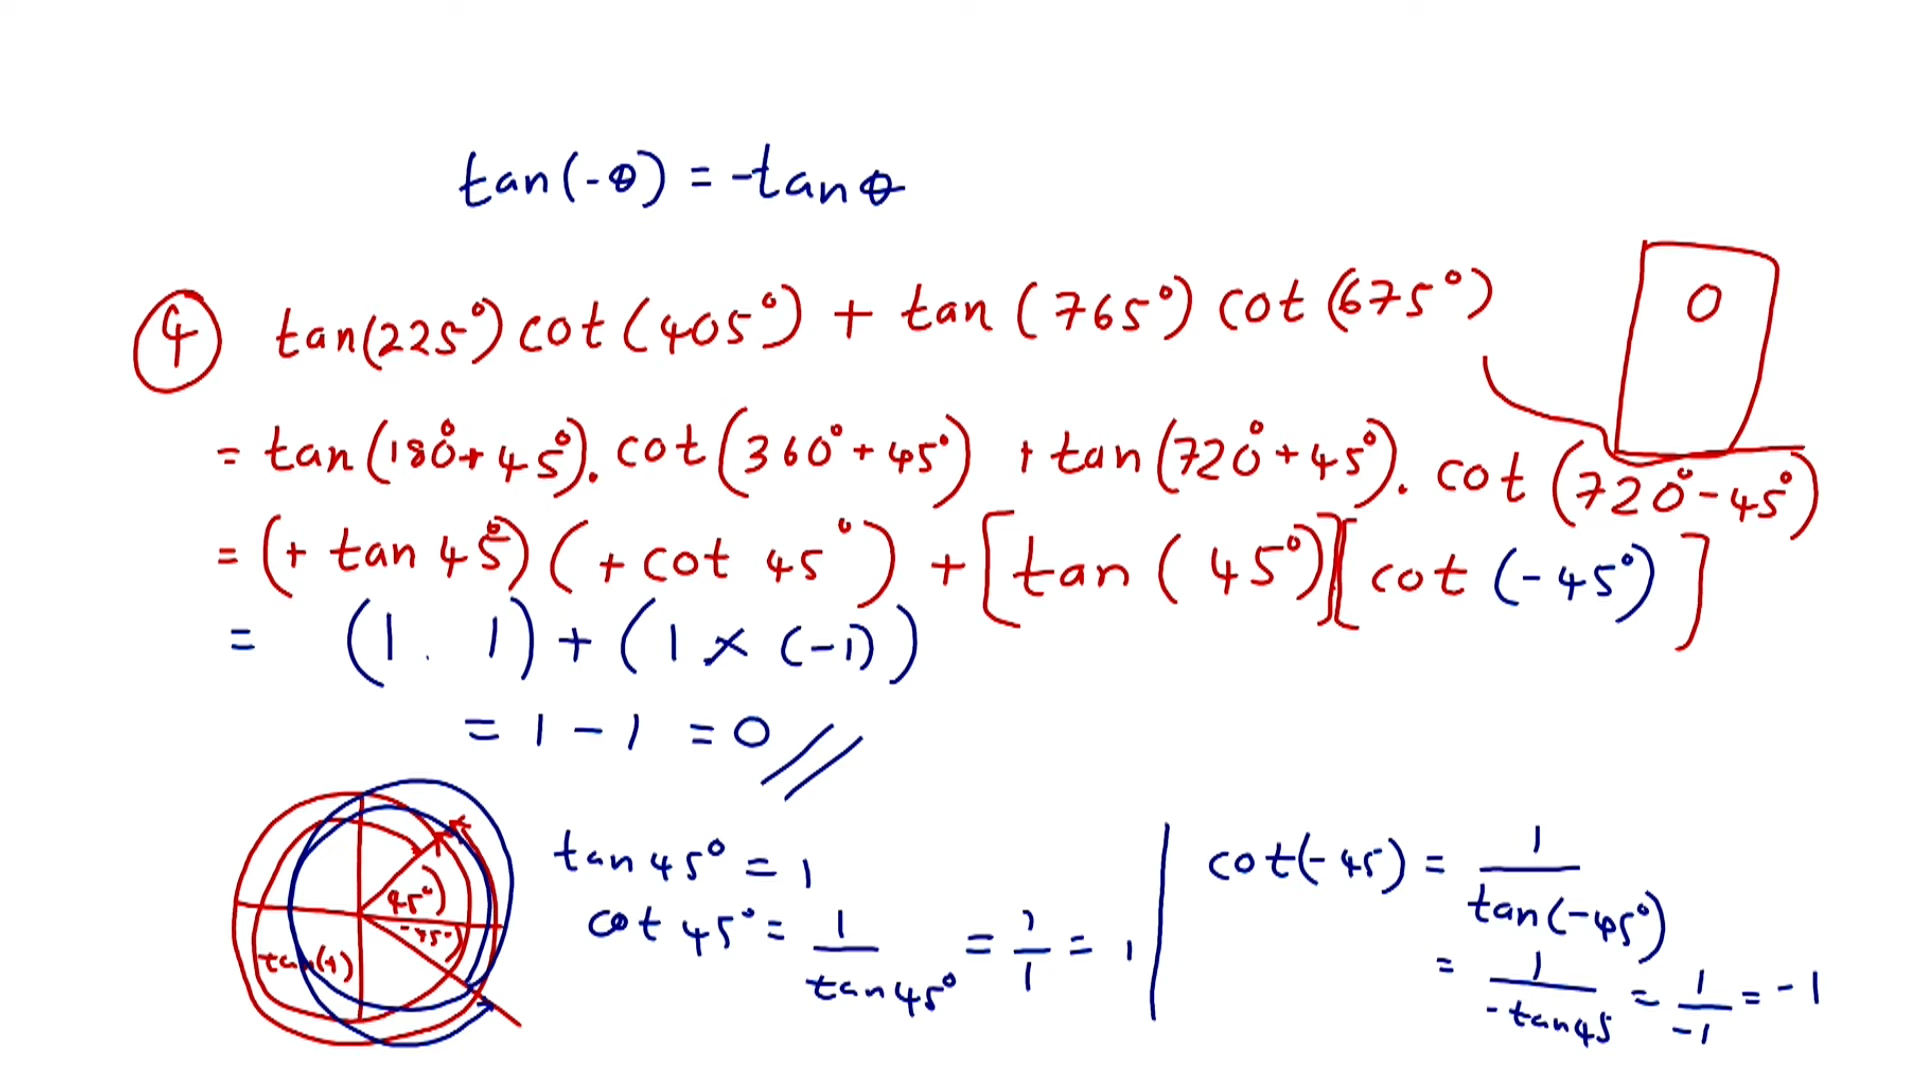 tan(-θ) = -tanθ
④ tan(225°) cot(405°) + tan(765°) cot(675°)
0
= tan(180°+45°). cot(360°+45°) + tan(720°+45°). cot(720°-45°)
= (+ tan 45°)(+ cot 45°) + [tan(45°)][cot(-45°)]
= (1 . 1) + (1 × (-1))
= 1 - 1 = 0 //
45°
-45°
tan(+)
tan45° = 1
cot 45° = 1/tan45° = 1/1 = 1
cot(-45) = 1/tan(-45°)
= 1/-tan45 = 1/-1 = -1